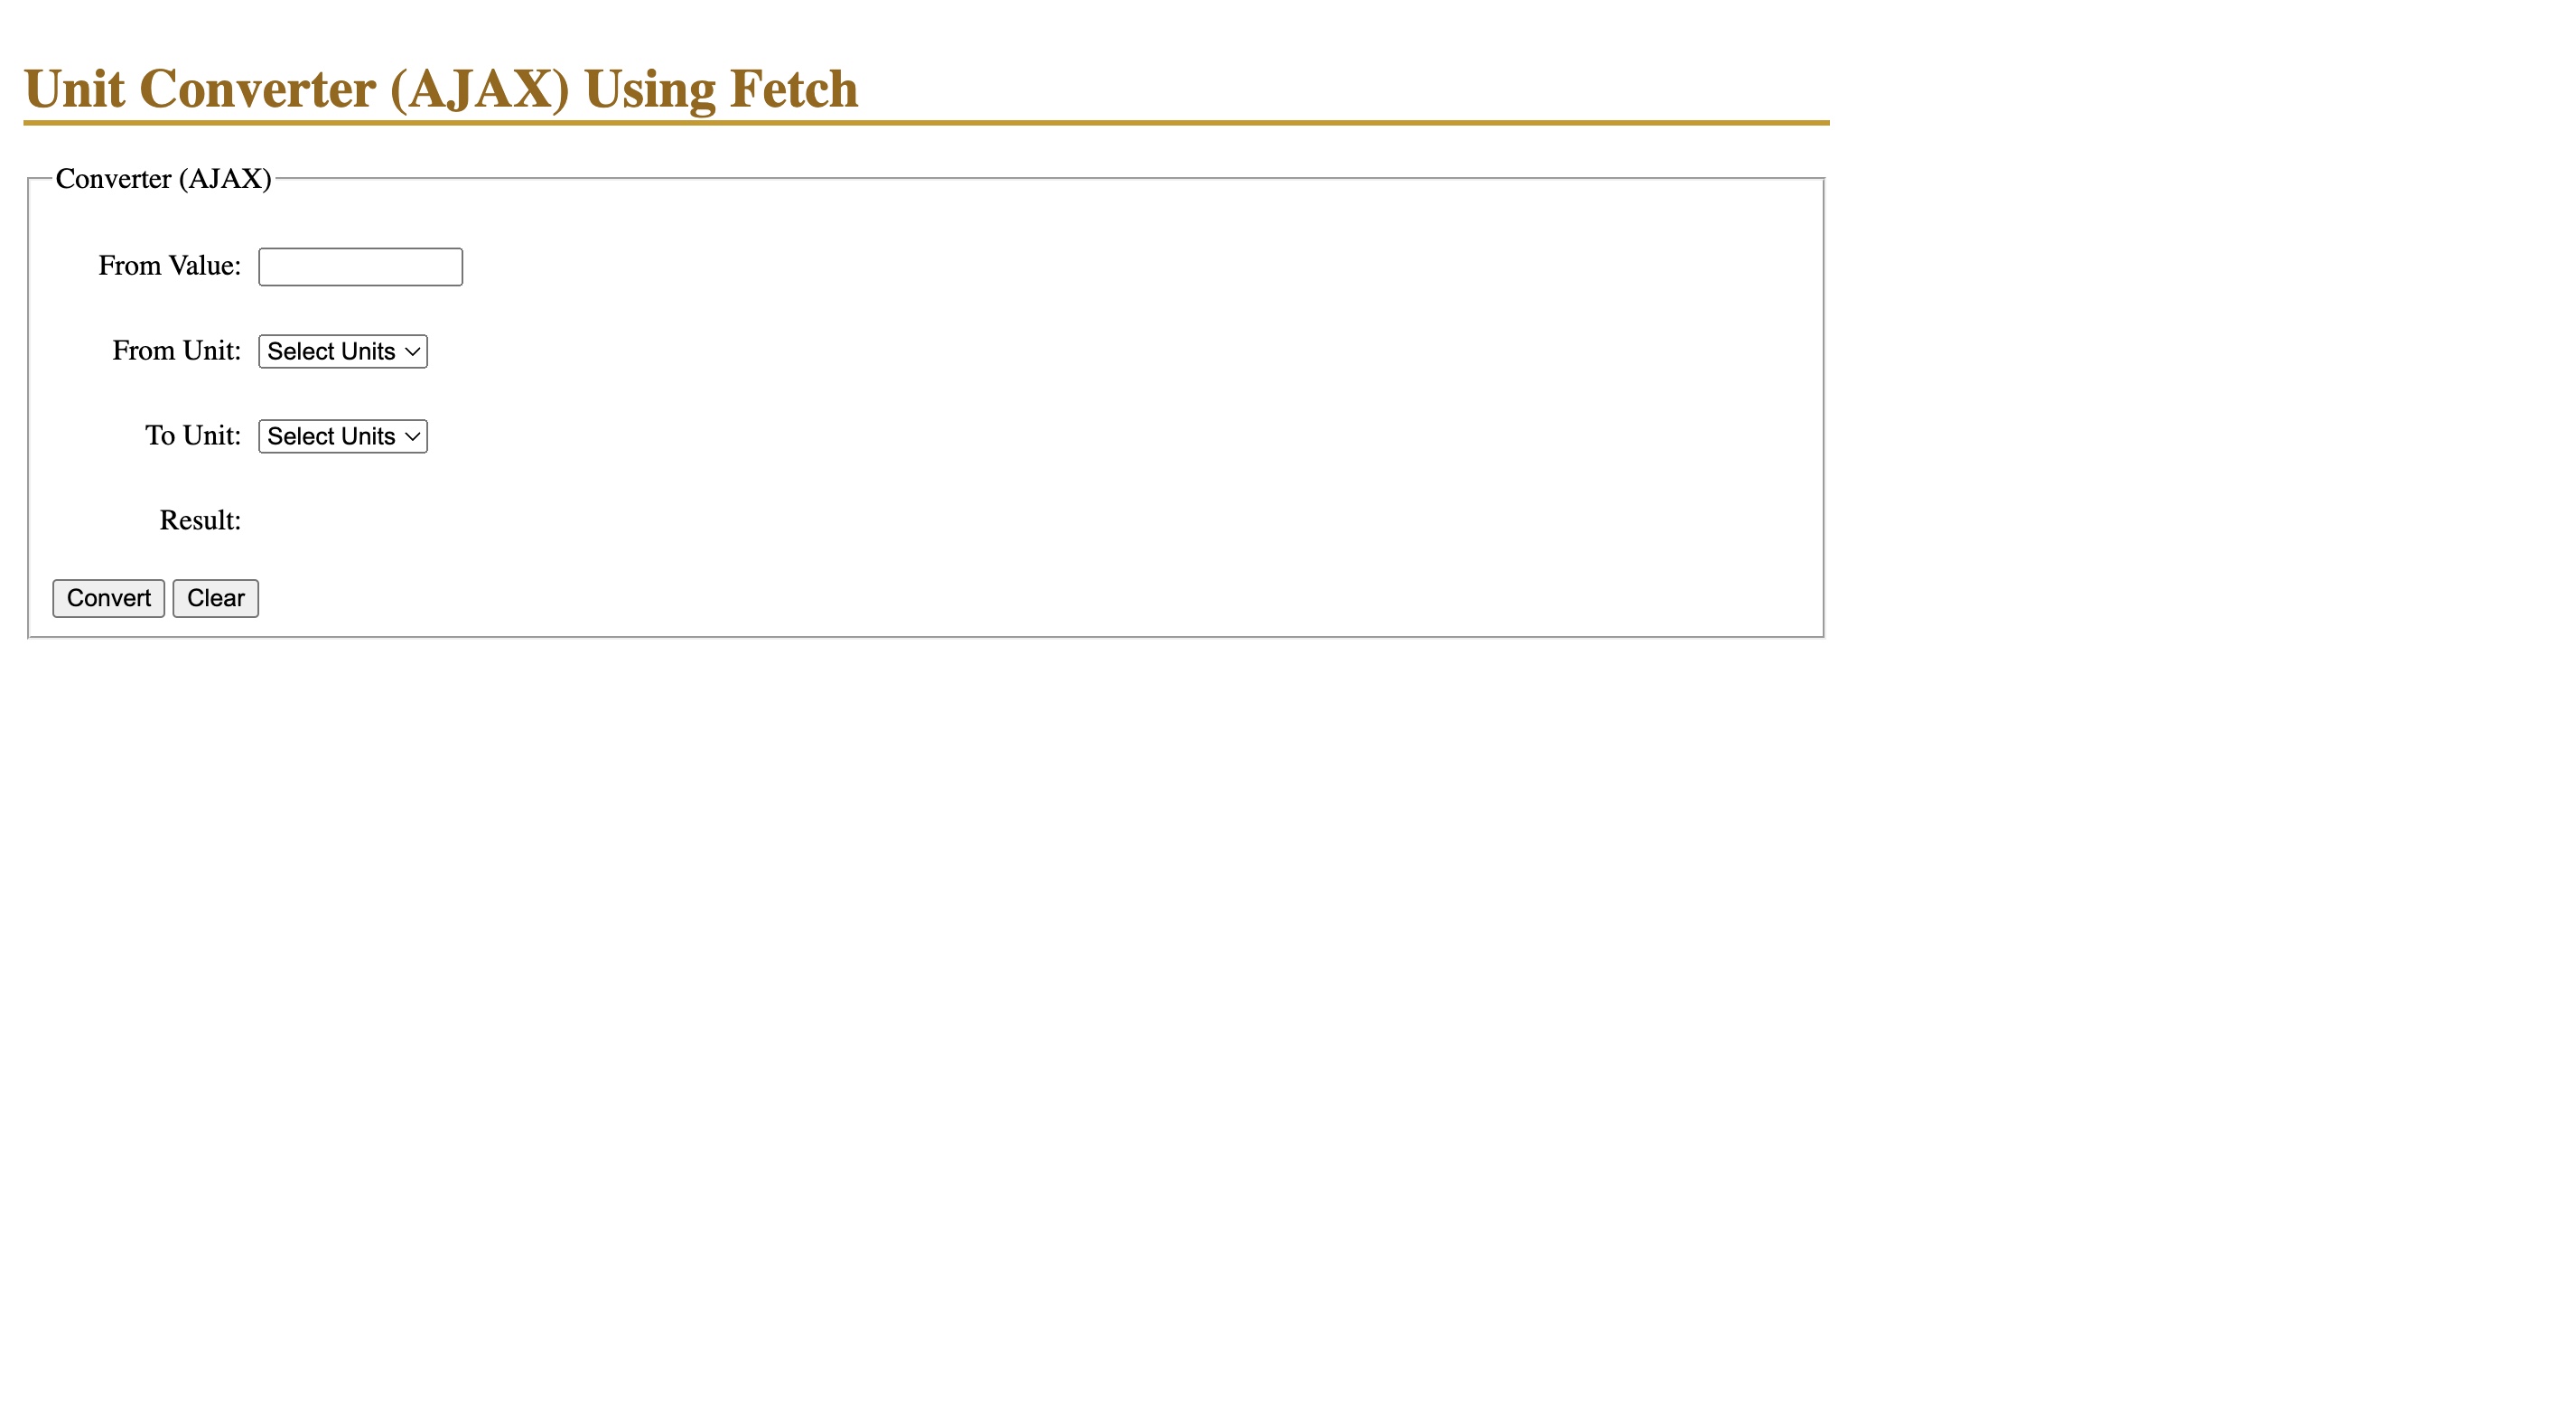 Unit Converter (AJAX) Using Fetch
Converter (AJAX)
From Value:
From Unit: Select Units
To Unit: Select Units
Result:
Convert Clear